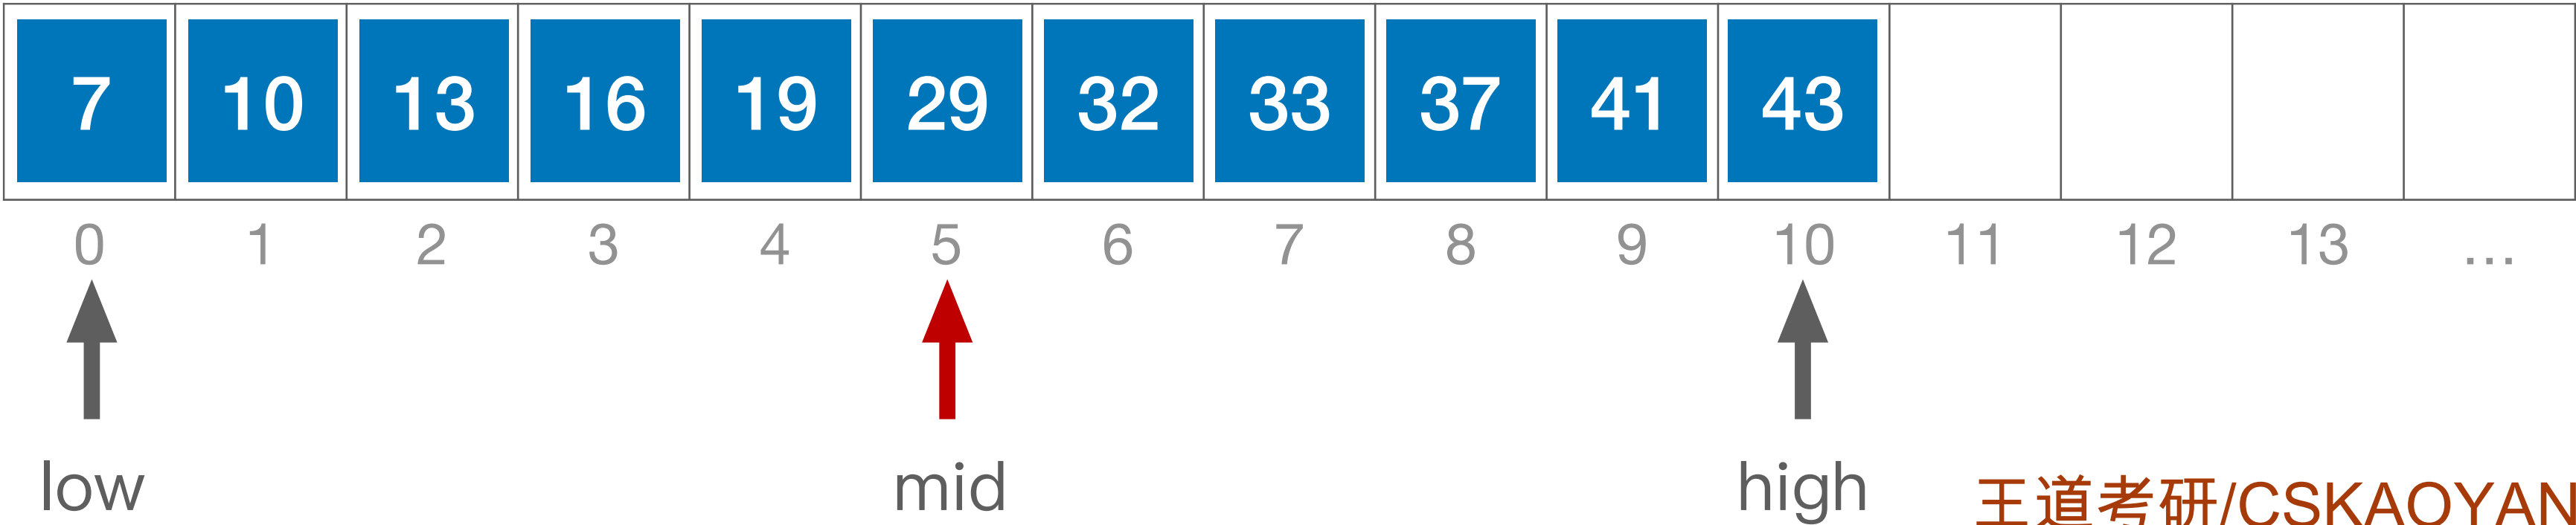 7 10 13 16 19 29 32 33 37 41 43
0 1 2 3 4 5 6 7 8 9 10 11 12 13 ...
low mid high
王道考研/CSKAOYAN